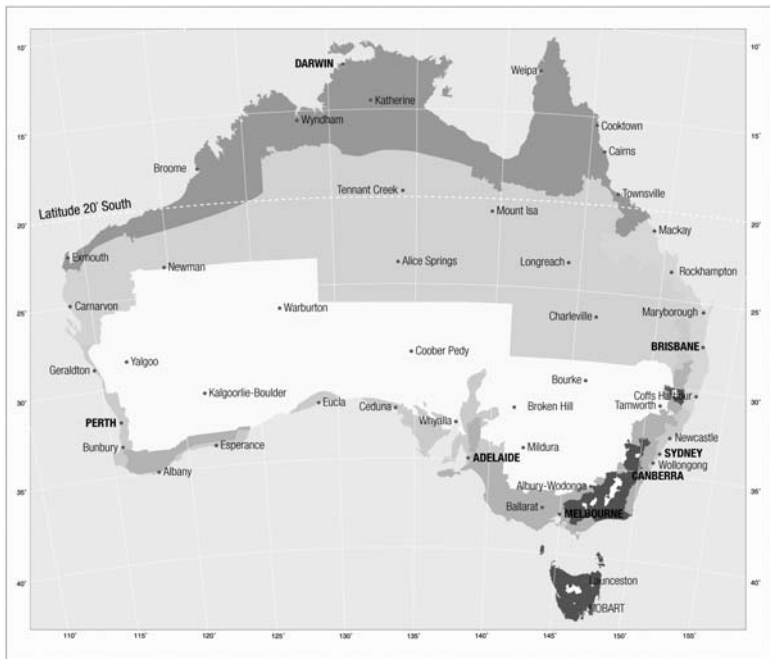 10°
10°
DARWIN
Weipa
Katherine
Wyndham
15°
15°
Cooktown
Cairns
Broome
Tennant Creek
Townsville
Latitude 20° South
Mount Isa
20°
20°
Mackay
Exmouth
Newman
Alice Springs
Longreach
Rockhampton
25°
25°
Carnarvon
Warburton
Charleville
Maryborough
BRISBANE
Coober Pedy
Yalgoo
Geraldton
Bourke
30°
30°
Kalgoorlie-Boulder
Coffs Harbour
Eucla
Ceduna
Broken Hill
Tamworth
Whyalla
PERTH
Newcastle
Bunbury
Esperance
Mildura
SYDNEY
ADELAIDE
Wollongong
Albany
CANBERRA
35°
35°
Albury-Wodonga
Ballarat
MELBOURNE
40°
40°
Launceston
HOBART
110°
115°
120°
125°
130°
135°
140°
145°
150°
155°